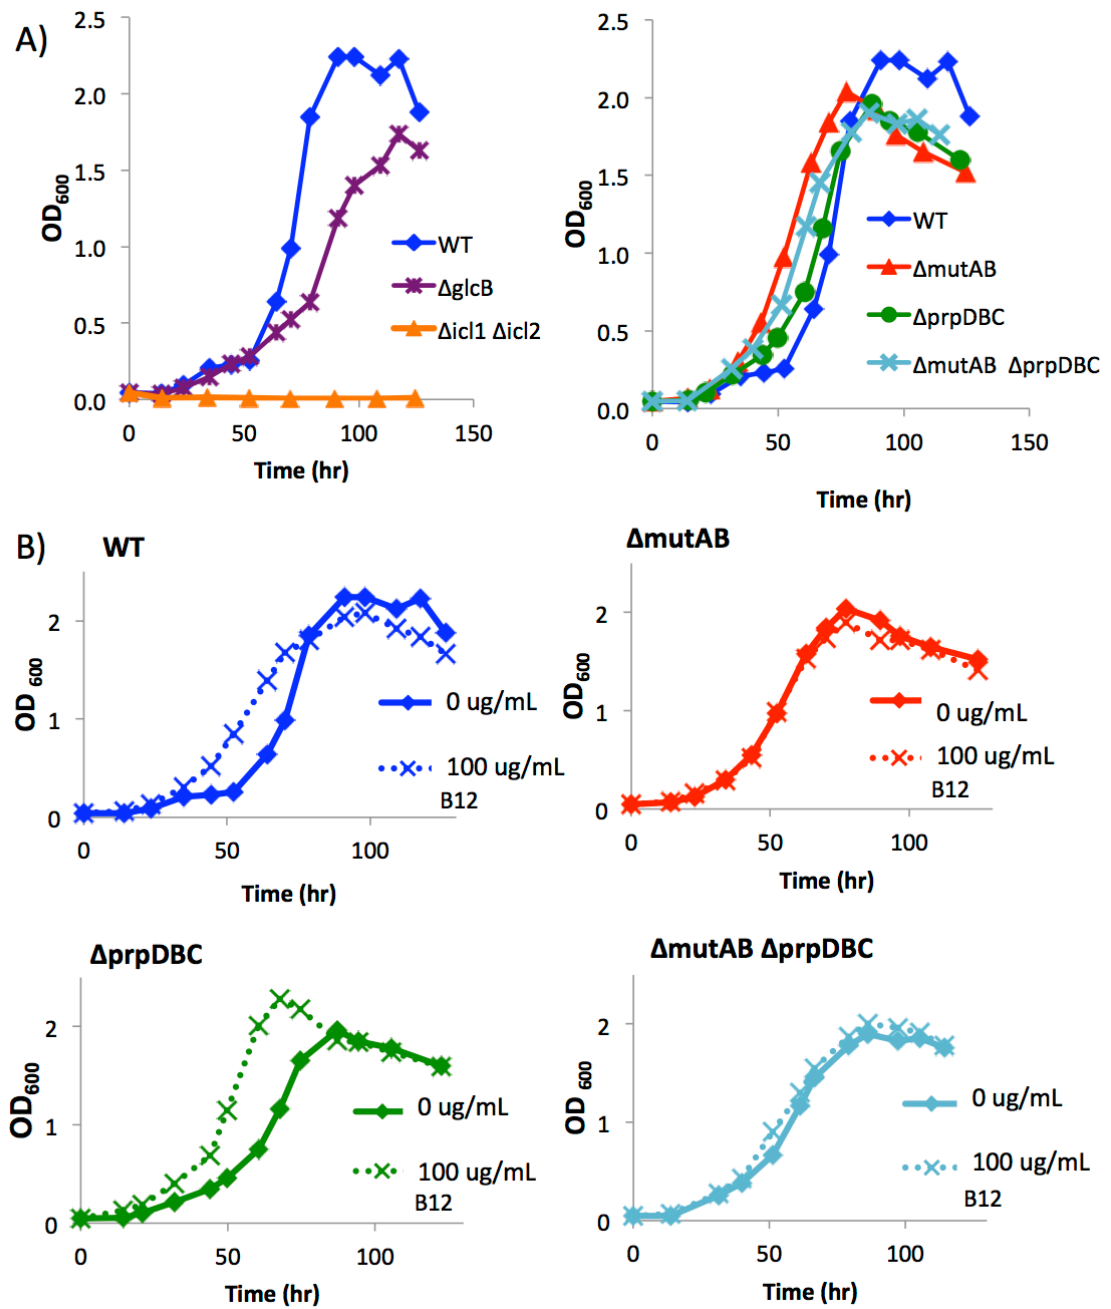 A)
2.5
2.0
1.5
1.0
0.5
0.0
OD600
0 50 100 150
Time (hr)
WT
ΔglcB
Δicl1 Δicl2
2.5
2.0
1.5
1.0
0.5
0.0
OD600
0 50 100 150
Time (hr)
WT
ΔmutAB
ΔprpDBC
ΔmutAB ΔprpDBC
B)
WT
2
1
0
OD 600
0 50 100
Time (hr)
0 ug/mL
100 ug/mL
B12
ΔmutAB
2
1
0
OD600
0 50 100
Time (hr)
0 ug/mL
100 ug/mL
B12
ΔprpDBC
2
1
0
OD600
0 50 100
Time (hr)
0 ug/mL
100 ug/mL
B12
ΔmutAB ΔprpDBC
2
1
0
OD600
0 50 100
Time (hr)
0 ug/mL
100 ug/mL
B12